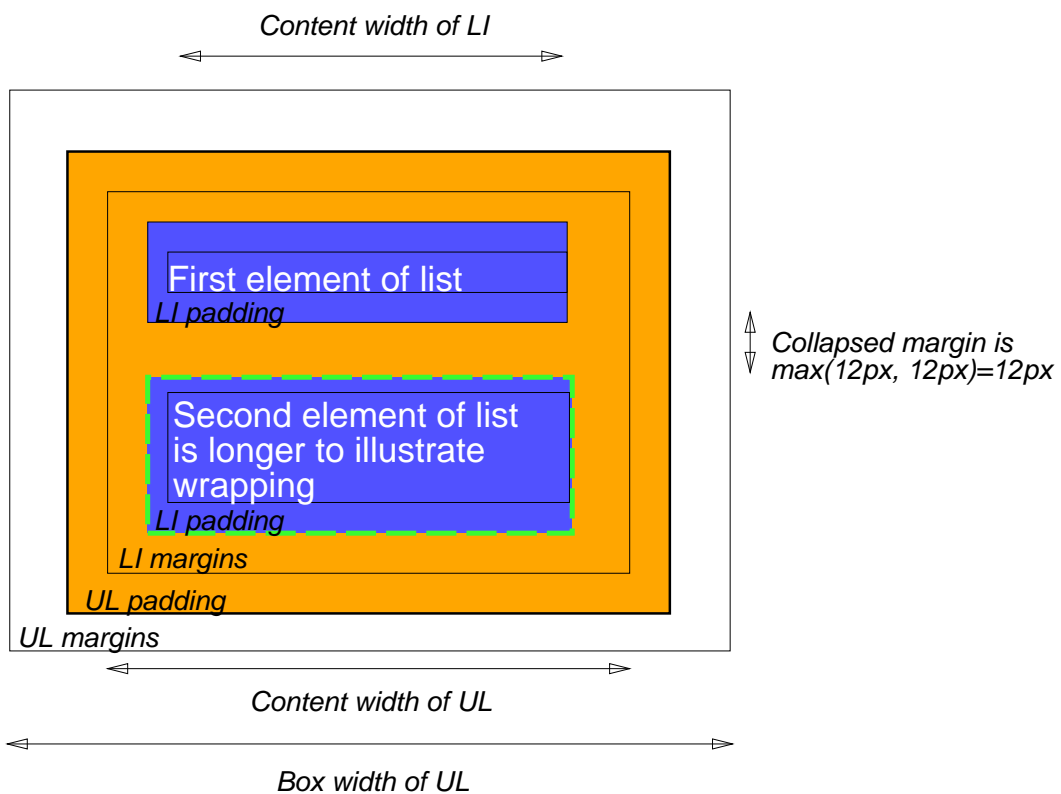 Content width of LI
First element of list
LI padding
Collapsed margin is
max(12px, 12px)=12px
Second element of list
is longer to illustrate
wrapping
LI padding
LI margins
UL padding
UL margins
Content width of UL
Box width of UL